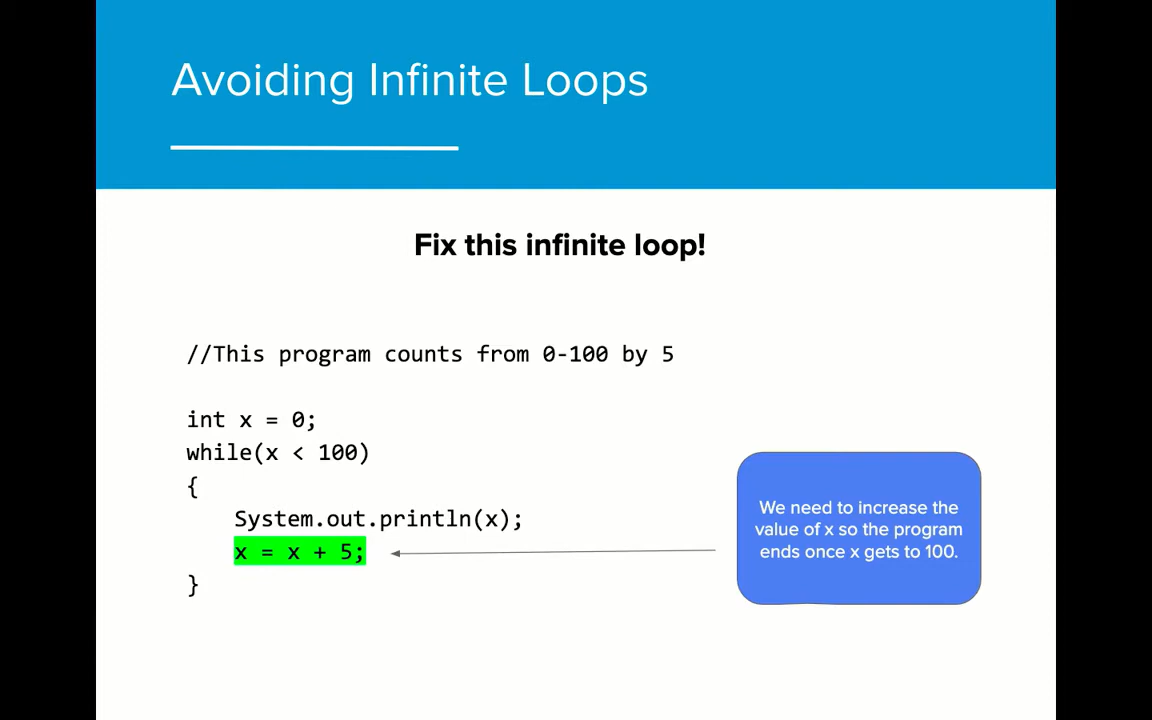 Avoiding Infinite Loops
Fix this infinite loop!
//This program counts from 0-100 by 5
int x = 0;
while(x < 100)
{
System.out.println(x);
x = x + 5;
}
We need to increase the
value of x so the program
ends once x gets to 100.